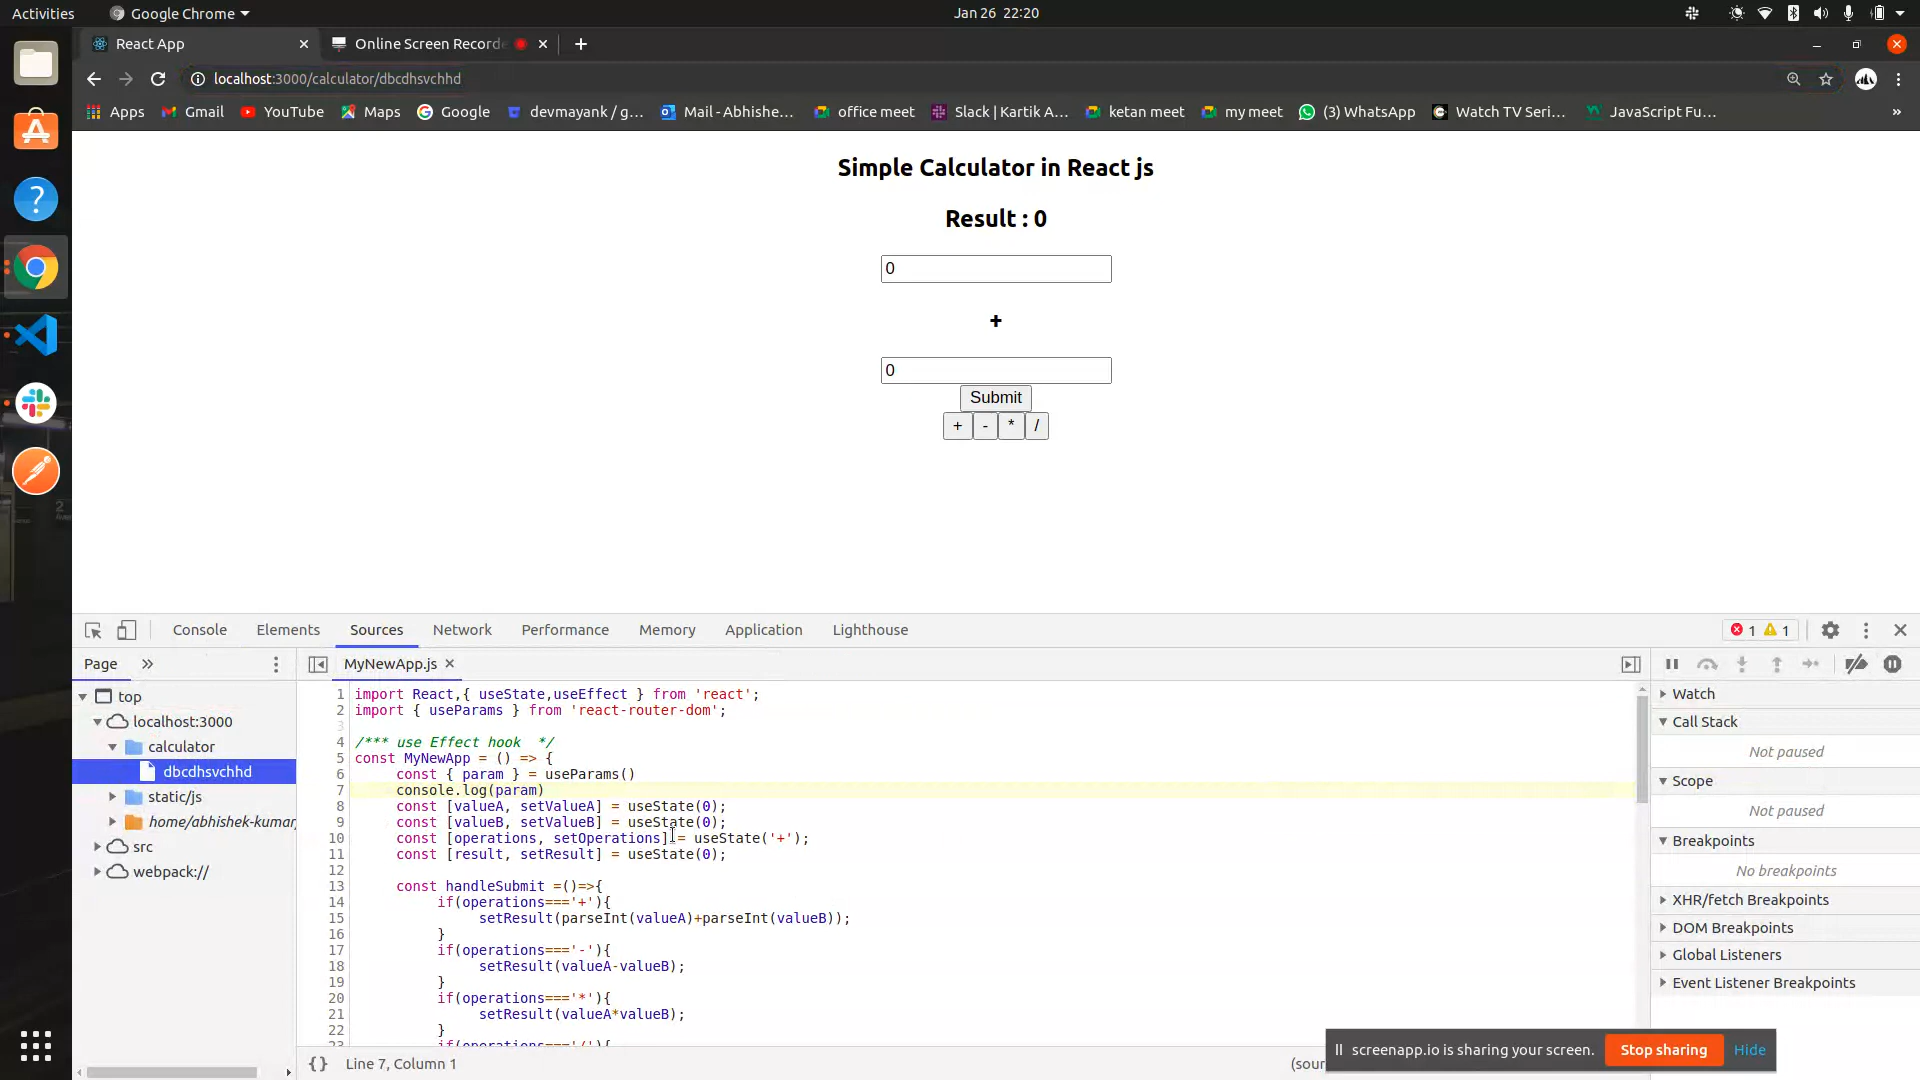 Activities
Google Chrome
Jan 26 22:20
React App
Online Screen Recorde
localhost:3000/calculator/dbcdhsvchhd
Apps
Gmail
YouTube
Maps
Google
devmayank / g...
Mail - Abhishe...
office meet
Slack | Kartik A...
ketan meet
my meet
(3) WhatsApp
Watch TV Seri...
JavaScript Fu...
»
Simple Calculator in React js
Result : 0
0
+
0
Submit
+ - * /
Console
Elements
Sources
Network
Performance
Memory
Application
Lighthouse
1
1
Page
»
MyNewApp.js
top
localhost:3000
calculator
dbcdhsvchhd
static/js
home/abhishek-kumar,
src
webpack://
1 import React,{ useState,useEffect } from 'react';
2 import { useParams } from 'react-router-dom';
3
4 /*** use Effect hook  */
5 const MyNewApp = () => {
6 const { param } = useParams()
7 console.log(param)
8 const [valueA, setValueA] = useState(0);
9 const [valueB, setValueB] = useState(0);
10 const [operations, setOperations] = useState('+');
11 const [result, setResult] = useState(0);
12
13 const handleSubmit =()=>{
14 if(operations==='+'){
15 setResult(parseInt(valueA)+parseInt(valueB));
16 }
17 if(operations==='-'){
18 setResult(valueA-valueB);
19 }
20 if(operations==='*'){
21 setResult(valueA*valueB);
22 }
23 if(operations==='/'){
{} Line 7, Column 1
(sour
Watch
Call Stack
Not paused
Scope
Not paused
Breakpoints
No breakpoints
XHR/fetch Breakpoints
DOM Breakpoints
Global Listeners
Event Listener Breakpoints
screenapp.io is sharing your screen.
Stop sharing
Hide